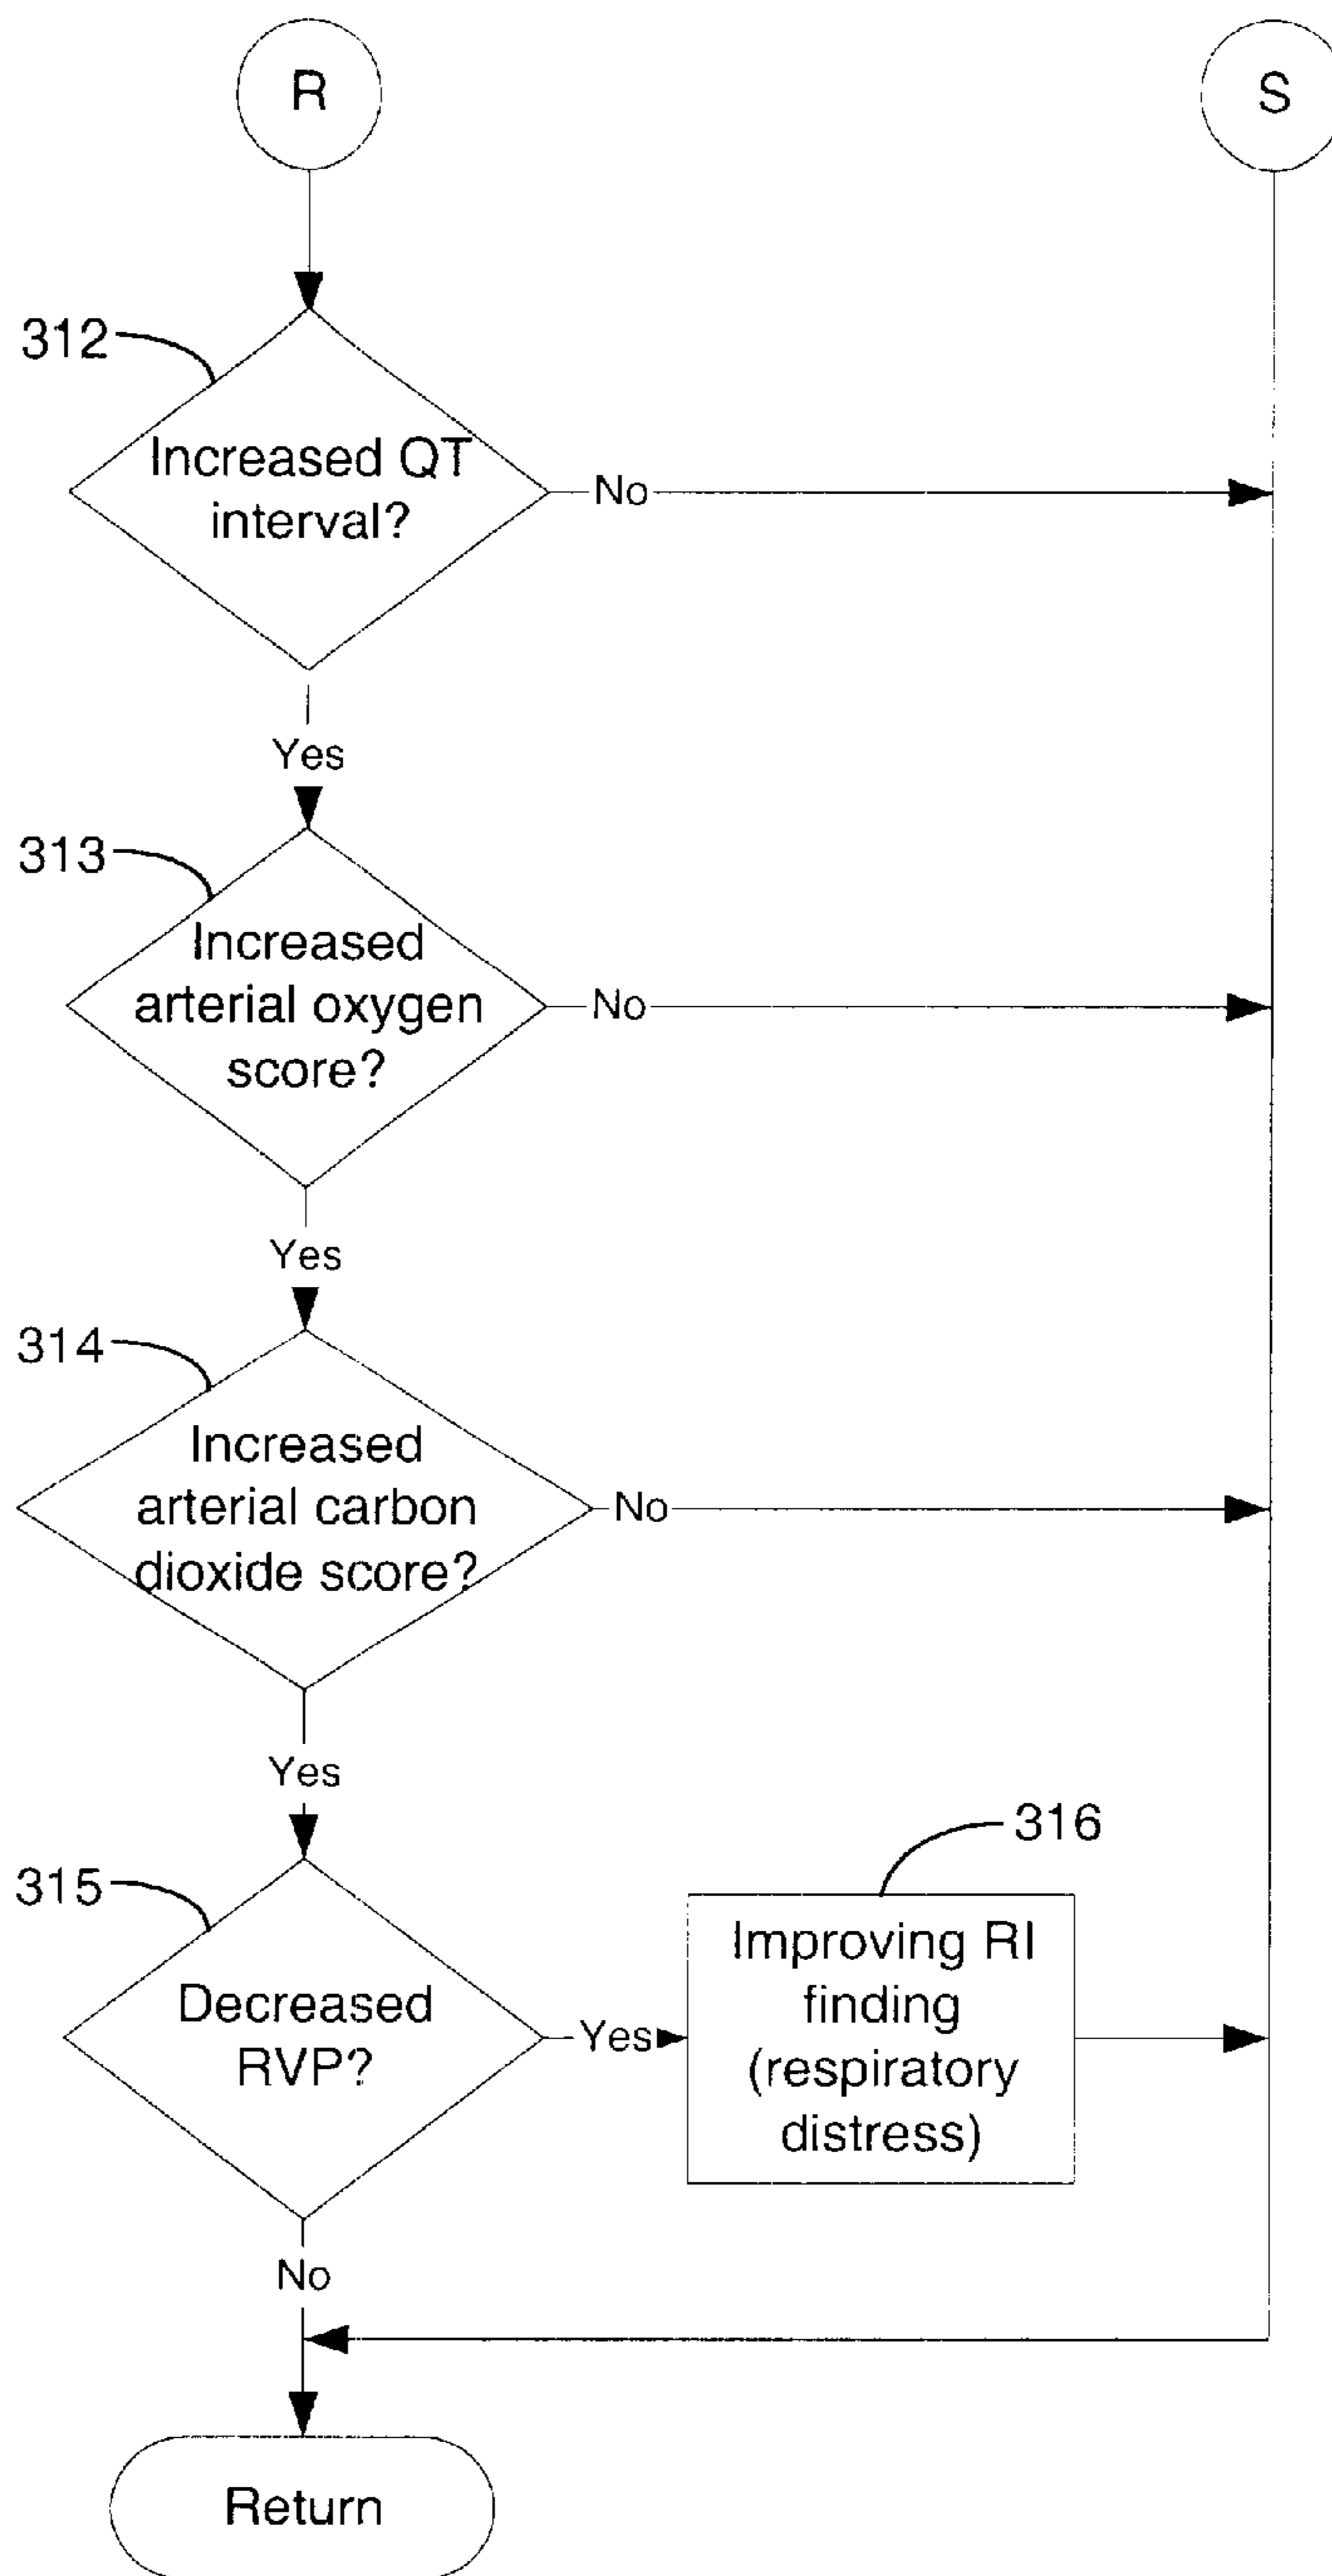 R
S
312
Increased QT
interval?
No
Yes
313
Increased
arterial oxygen
score?
No
Yes
314
Increased
arterial carbon
dioxide score?
No
Yes
315
Decreased
RVP?
Yes
316
Improving RI
finding
(respiratory
distress)
No
Return